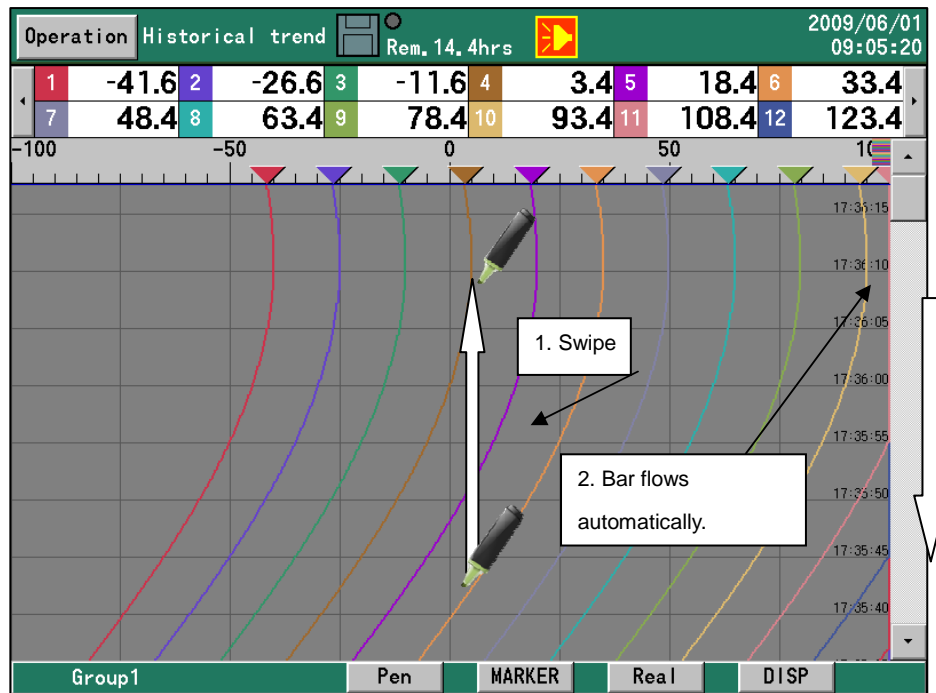 Operation Historical trend Rem.14.4hrs 2009/06/01
09:05:20
1 -41.6 2 -26.6 3 -11.6 4 3.4 5 18.4 6 33.4
7 48.4 8 63.4 9 78.4 10 93.4 11 108.4 12 123.4
-100 -50 0 50
17:36:15
17:36:10
17:36:05
17:36:00
17:35:55
17:35:50
17:35:45
17:35:40
1. Swipe
2. Bar flows
automatically.
Group1 Pen MARKER Real DISP